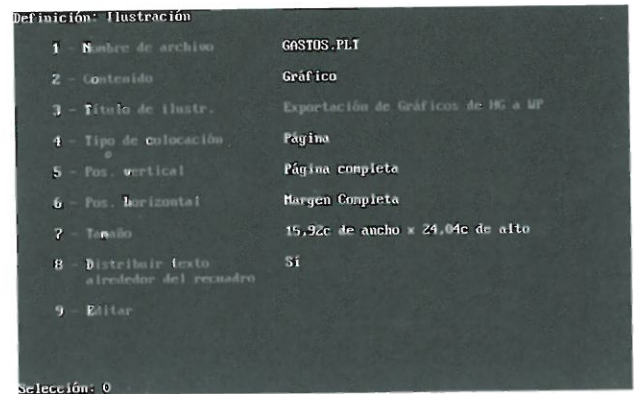 Definición: Ilustración
1 - Nombre de archivo GASTOS.PLT
2 - Contenido Gráfico
3 - Título de ilustr. Exportación de Gráficos de HG a WP
4 - Tipo de colocación Página
5 - Pos. vertical Página completa
6 - Pos. horizontal Margen Completa
7 - Tamaño 15,92c de ancho x 24,04c de alto
8 - Distribuir texto Sí
alrededor del recuadro
9 - Editar
Selección: 0